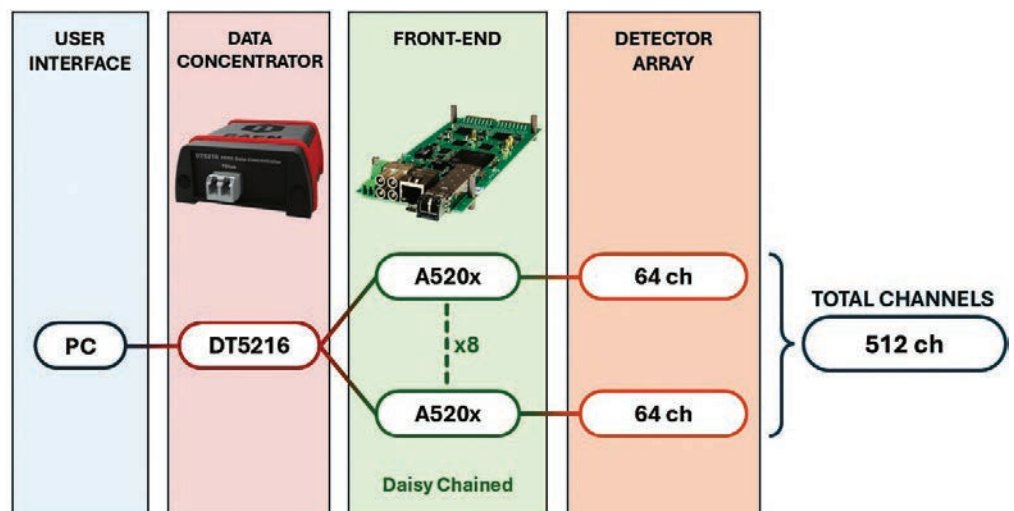 USER
INTERFACE
DATA
CONCENTRATOR
FRONT-END
DETECTOR
ARRAY
A520x
64 ch
TOTAL CHANNELS
PC
DT5216
x8
512 ch
A520x
64 ch
Daisy Chained